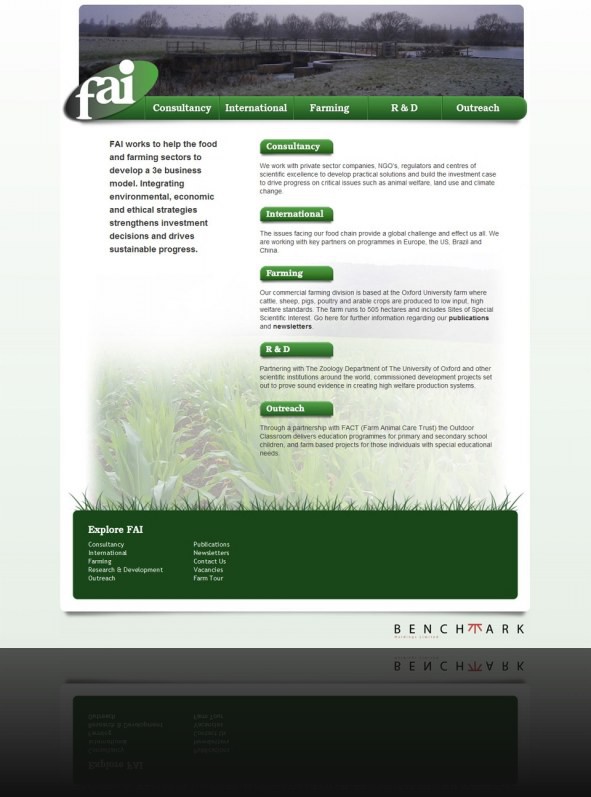 fai
Consultancy
International
Farming
R & D
Outreach
FAI works to help the food
and farming sectors to
develop a 3e business
model. Integrating
environmental, economic
and ethical strategies
strengthens investment
decisions and drives
sustainable progress.
Consultancy
We work with private sector companies, NGO's, regulators and centres of
scientific excellence to develop practical solutions and build the investment case
to drive progress on critical issues such as animal welfare, land use and climate
change.
International
The issues facing our food chain provide a global challenge and effect us all. We
are working with key partners on programmes in Europe, the US, Brazil and
China.
Farming
Our commercial farming division is based at the Oxford University farm where
cattle, sheep, pigs, poultry and arable crops are produced to low input, high
welfare standards. The farm runs to 505 hectares and includes Sites of Special
Scientific Interest. Go here for further information regarding our publications
and newsletters.
R & D
Partnering with The Zoology Department of The University of Oxford and other
scientific institutions around the world, commissioned development projects set
out to prove sound evidence in creating high welfare production systems.
Outreach
Through a partnership with FACT (Farm Animal Care Trust) the Outdoor
Classroom delivers education programmes for primary and secondary school
children, and farm based projects for those individuals with special educational
needs.
Explore FAI
Consultancy
International
Farming
Research & Development
Outreach
Publications
Newsletters
Contact Us
Vacancies
Farm Tour
BENCHMARK
Holdings Limited